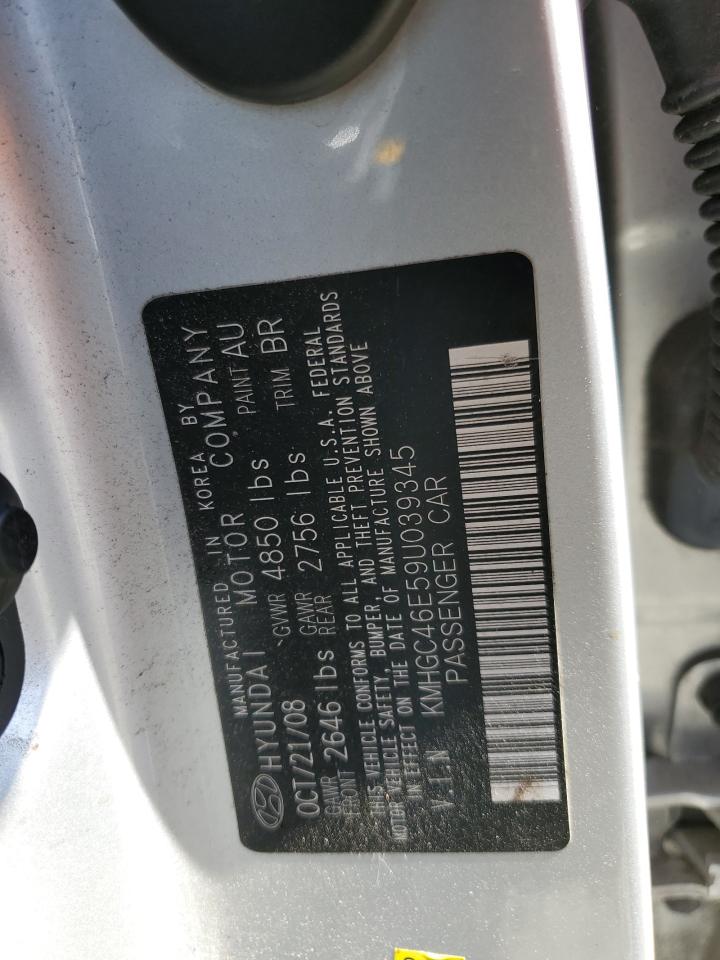 MANUFACTURED IN KOREA BY
HYUNDAI MOTOR COMPANY
OCT/21/08 GVWR 4850 lbs PAINT AU
GAWR FRONT 2646 lbs GAWR REAR 2756 lbs TRIM BR
THIS VEHICLE CONFORMS TO ALL APPLICABLE U.S.A. FEDERAL
MOTOR VEHICLE SAFETY, BUMPER, AND THEFT PREVENTION STANDARDS
IN EFFECT ON THE DATE OF MANUFACTURE SHOWN ABOVE
V.I.N KMHGC46E59U039345
PASSENGER CAR